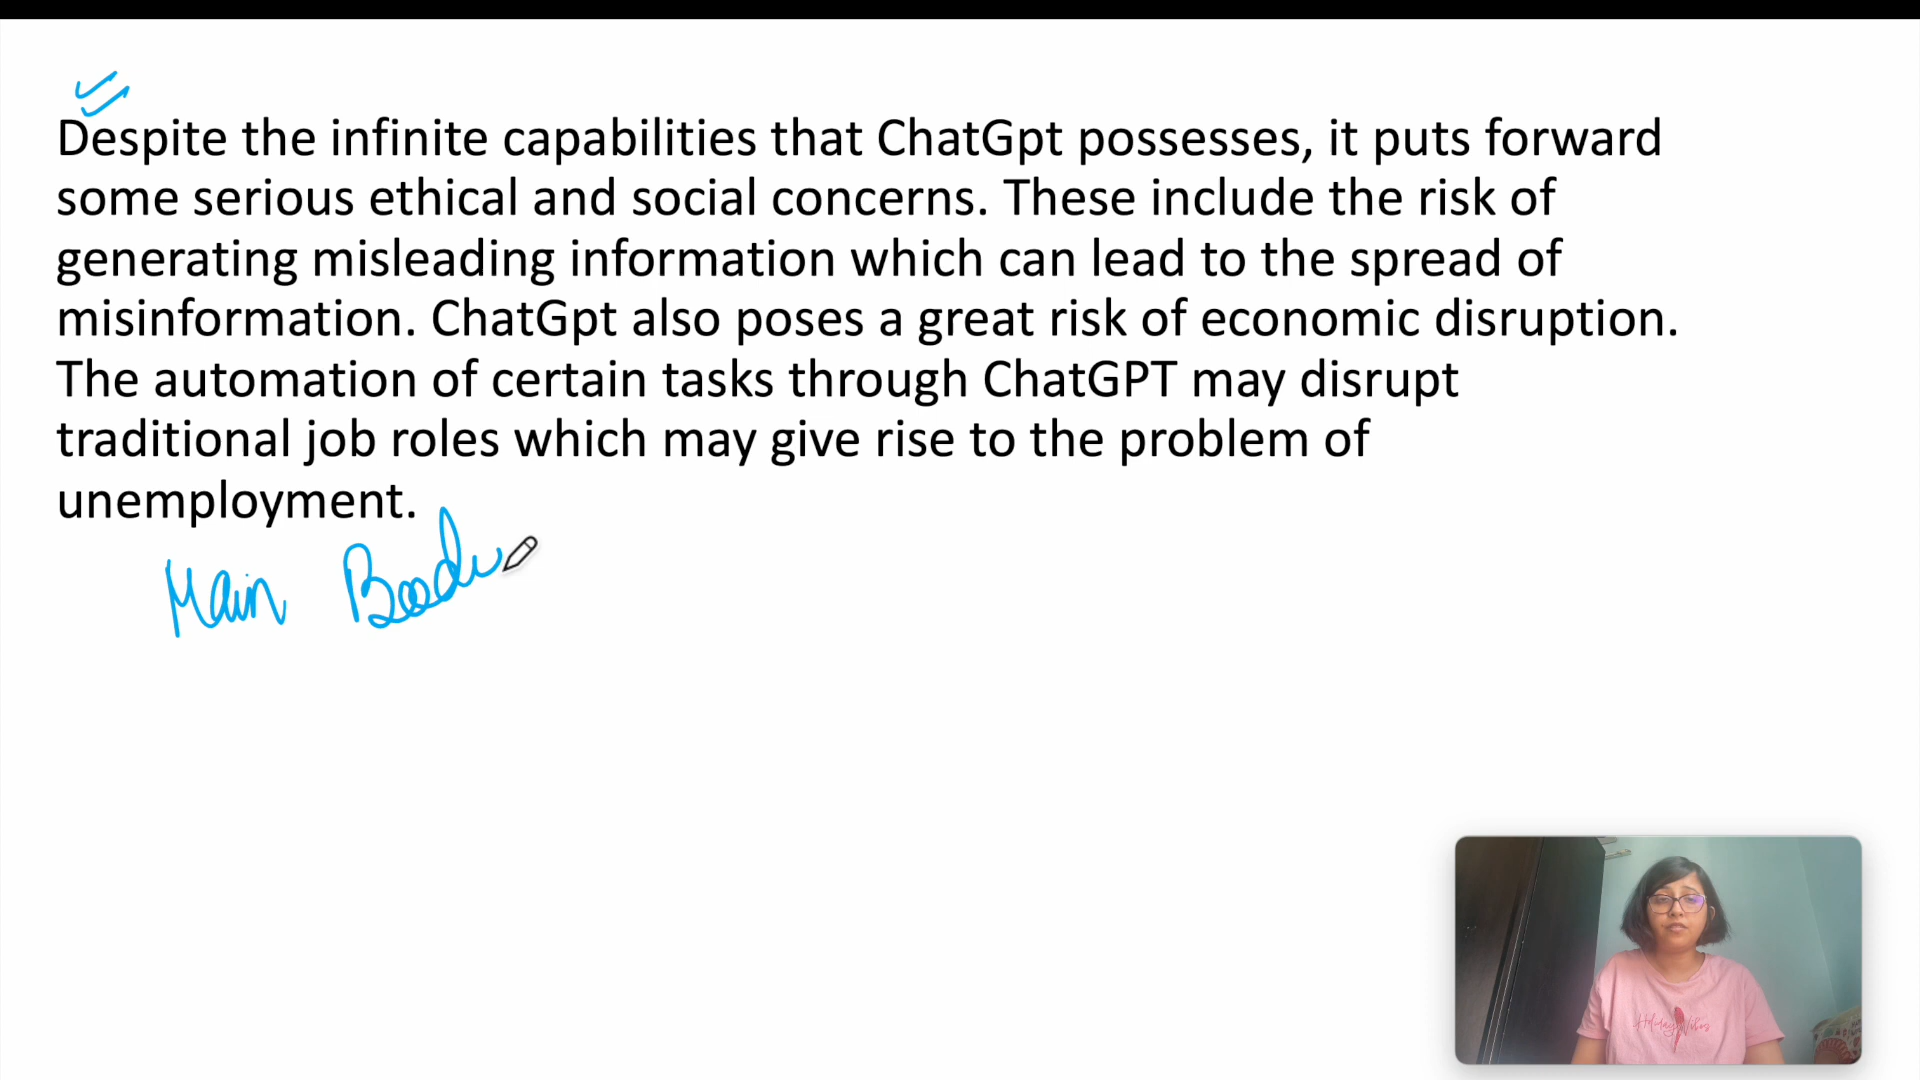 Despite the infinite capabilities that ChatGpt possesses, it puts forward
some serious ethical and social concerns. These include the risk of
generating misleading information which can lead to the spread of
misinformation. ChatGpt also poses a great risk of economic disruption.
The automation of certain tasks through ChatGPT may disrupt
traditional job roles which may give rise to the problem of
unemployment.
Main
Holiday Vibes